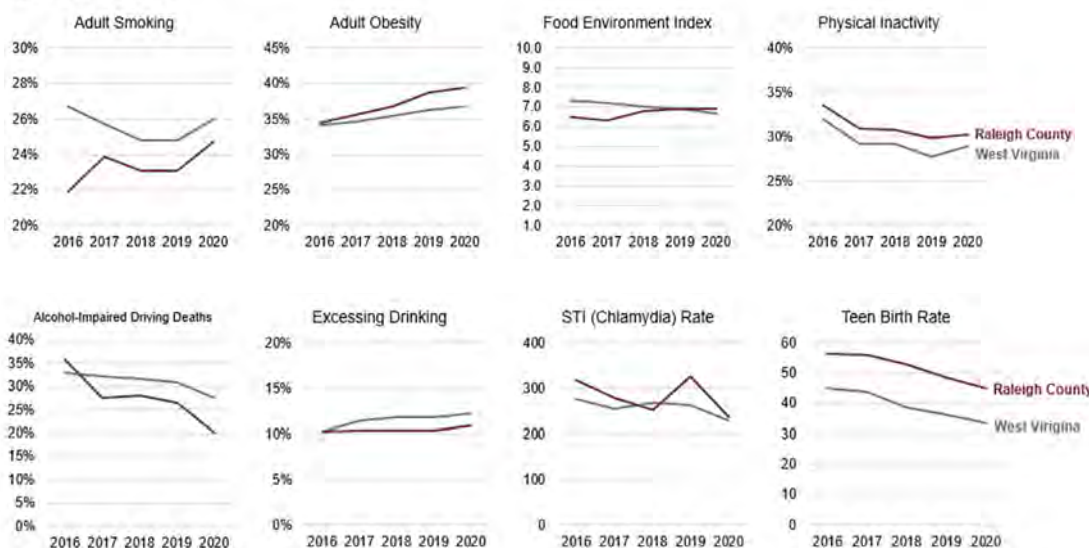 Adult Smoking
30%
28%
26%
24%
22%
20%
2016 2017 2018 2019 2020
Adult Obesity
45%
40%
35%
30%
25%
20%
2016 2017 2018 2019 2020
Food Environment Index
10.0
9.0
8.0
7.0
6.0
5.0
4.0
3.0
2.0
1.0
2016 2017 2018 2019 2020
Physical Inactivity
40%
35%
30%
25%
20%
Raleigh County
West Virginia
2016 2017 2018 2019 2020
Alcohol-Impaired Driving Deaths
40%
35%
30%
25%
20%
15%
10%
5%
0%
2016 2017 2018 2019 2020
Excessing Drinking
20%
15%
10%
5%
0%
2016 2017 2018 2019 2020
STI (Chlamydia) Rate
400
300
200
100
0
2016 2017 2018 2019 2020
Teen Birth Rate
60
50
40
30
20
10
0
Raleigh County
West Virigina
2016 2017 2018 2019 2020